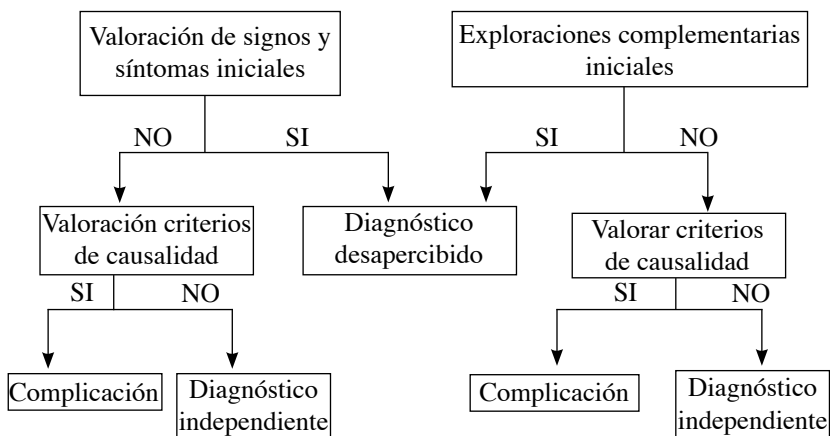 Valoración de signos y
síntomas iniciales
Exploraciones complementarias
iniciales
NO
SI
SI
NO
Valoración criterios
de causalidad
Diagnóstico
desapercibido
Valorar criterios
de causalidad
SI
NO
SI
NO
Complicación
Diagnóstico
independiente
Complicación
Diagnóstico
independiente